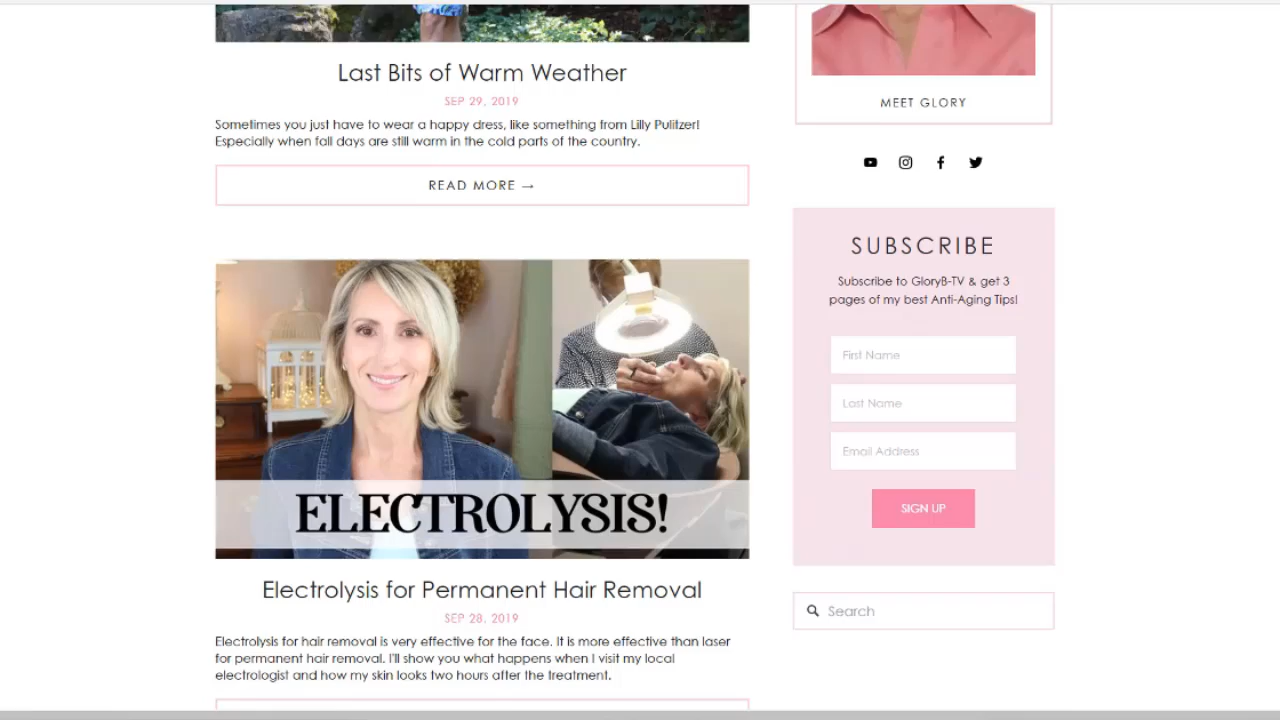 Last Bits of Warm Weather
SEP 29, 2019
Sometimes you just have to wear a happy dress, like something from Lilly Pulitzer!
Especially when fall days are still warm in the cold parts of the country.
READ MORE →
ELECTROLYSIS!
Electrolysis for Permanent Hair Removal
SEP 28, 2019
Electrolysis for hair removal is very effective for the face. It is more effective than laser
for permanent hair removal. I'll show you what happens when I visit my local
electrologist and how my skin looks two hours after the treatment.
MEET GLORY
SUBSCRIBE
Subscribe to GloryB-TV & get 3
pages of my best Anti-Aging Tips!
First Name
Last Name
Email Address
SIGN UP
Search